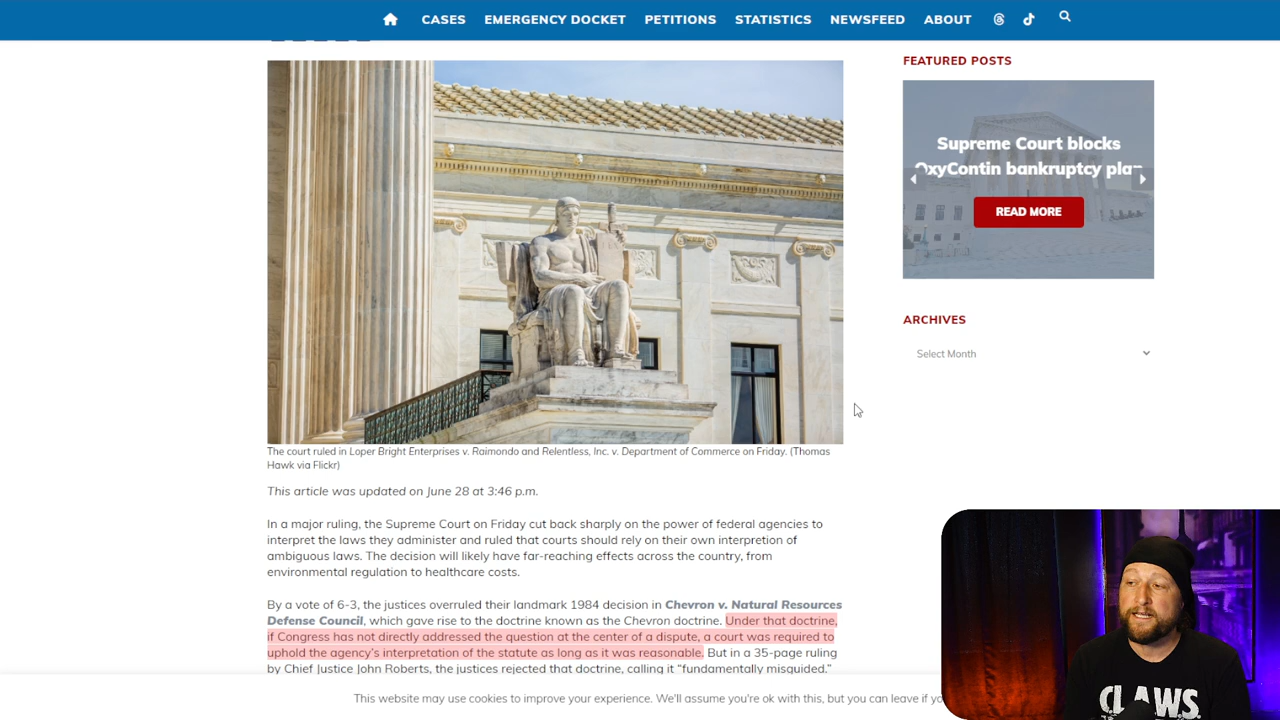 CASES EMERGENCY DOCKET PETITIONS STATISTICS NEWSFEED ABOUT
FEATURED POSTS
Supreme Court blocks
OxyContin bankruptcy plan
READ MORE
ARCHIVES
Select Month
The court ruled in Loper Bright Enterprises v. Raimondo and Relentless, Inc. v. Department of Commerce on Friday. (Thomas
Hawk via Flickr)
This article was updated on June 28 at 3:46 p.m.
In a major ruling, the Supreme Court on Friday cut back sharply on the power of federal agencies to
interpret the laws they administer and ruled that courts should rely on their own interpretion of
ambiguous laws. The decision will likely have far-reaching effects across the country, from
environmental regulation to healthcare costs.
By a vote of 6-3, the justices overruled their landmark 1984 decision in Chevron v. Natural Resources
Defense Council, which gave rise to the doctrine known as the Chevron doctrine. Under that doctrine,
if Congress has not directly addressed the question at the center of a dispute, a court was required to
uphold the agency's interpretation of the statute as long as it was reasonable. But in a 35-page ruling
by Chief Justice John Roberts, the justices rejected that doctrine, calling it "fundamentally misguided."
This website may use cookies to improve your experience. We'll assume you're ok with this, but you can leave if yo
CLAWS